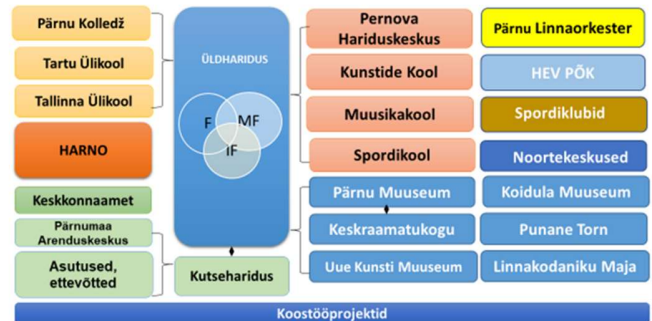 Pärnu Kolledž
Tartu Ülikool
Tallinna Ülikool
HARNO
Keskkonnaamet
Pärnumaa
Arenduskeskus
Asutused,
ettevõtted
ÜLDHARIDUS
F
MF
IF
Kutseharidus
Pernova
Hariduskeskus
Kunstide Kool
Muusikakool
Spordikool
Pärnu Muuseum
Keskraamatukogu
Uue Kunsti Muuseum
Pärnu Linnaorkester
HEV PÕK
Spordiklubid
Noortekeskused
Koidula Muuseum
Punane Torn
Linnakodaniku Maja
Koostööprojektid